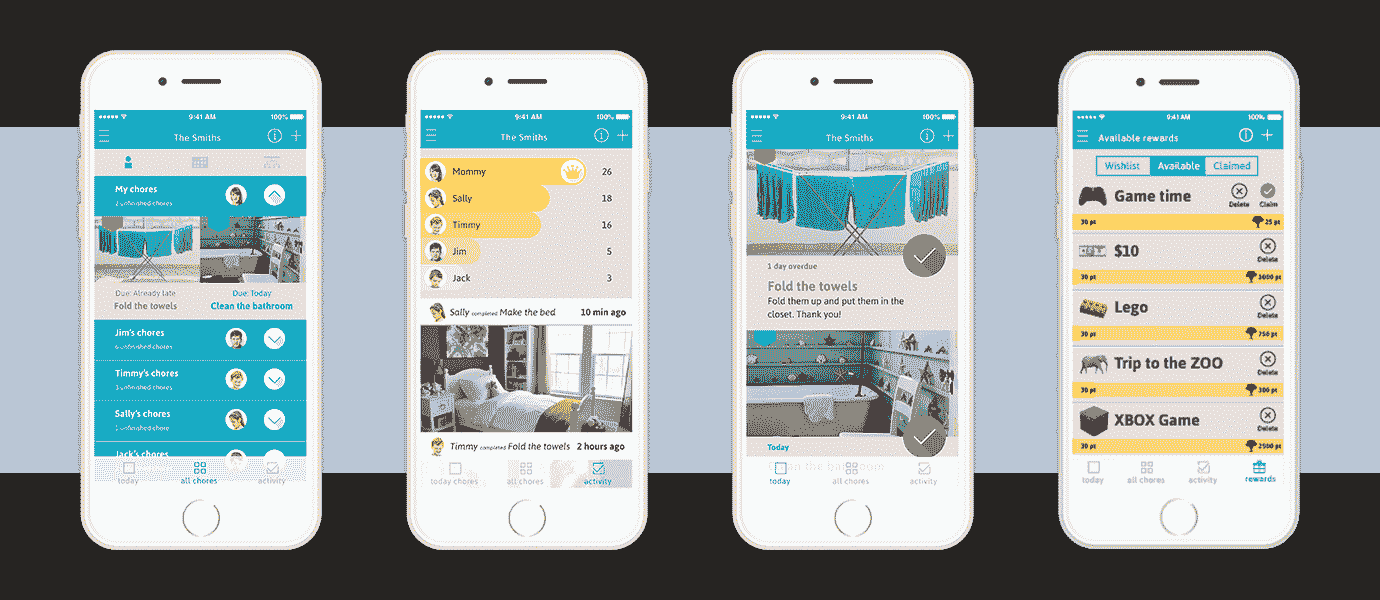 9:41 AM
100%
The Smiths
My chores
2 unfinished chores
Due: Already late
Due: Today
Fold the towels
Clean the bathroom
Jim's chores
unfinished chores
Timmy's chores
3 unfinished chores
Sally's chores
unfinished chore
Jack's chores
today
all chores
activity
9:41 AM
100%
The Smiths
Mommy 26
Sally 18
Timmy 16
Jim 5
Jack 3
Sally completed Make the bed 10 min ago
Timmy completed Fold the towels 2 hours ago
today chores
all chores
activity
9:41 AM
100%
The Smiths
1 day overdue
Fold the towels
Fold them up and put them in the
closet. Thank you!
Today
today
all chores
activity
9:41 AM
100%
Available rewards
Wishlist Available Claimed
Game time
Delete Claim
30 pt 25 pt
$10
Delete
30 pt 3000 pt
Lego
Delete
30 pt 750 pt
Trip to the ZOO
Delete
30 pt 300 pt
XBOX Game
Delete
30 pt 2500 pt
today
all chores
activity
rewards